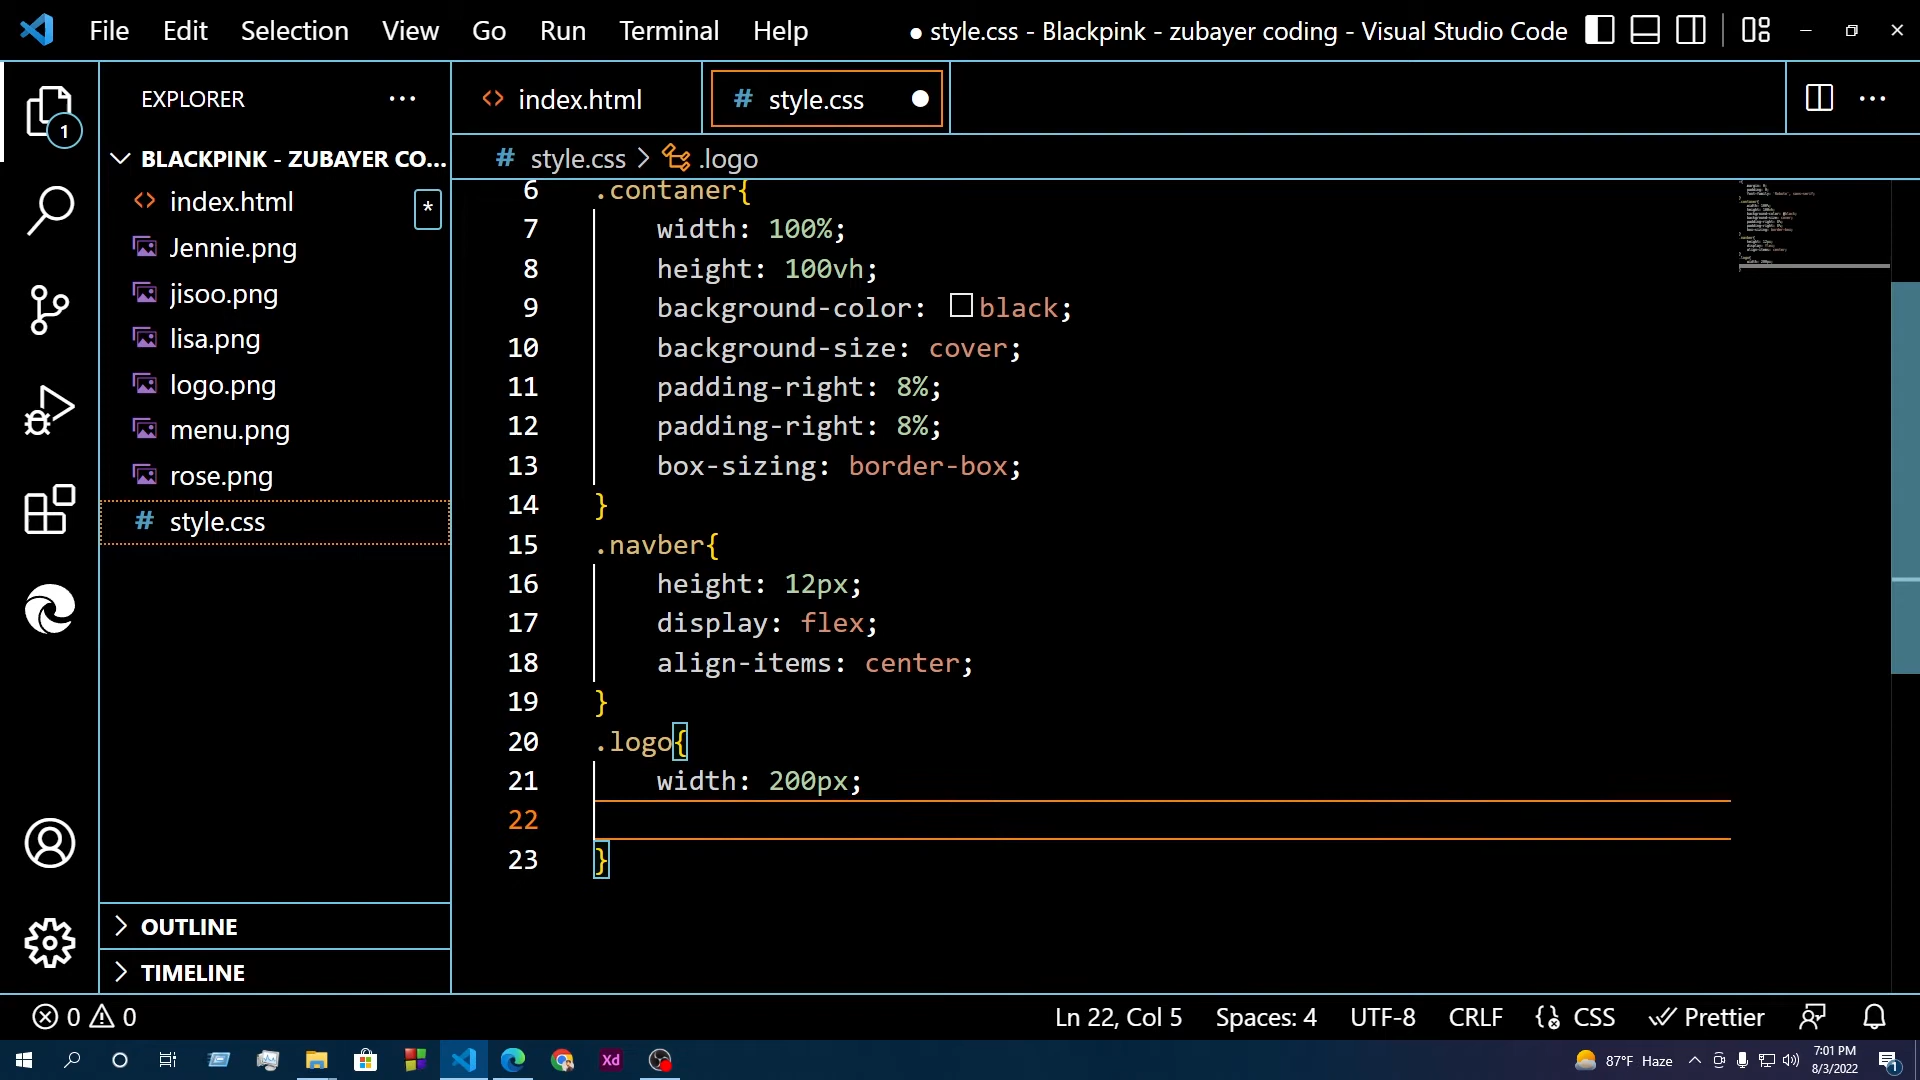 File Edit Selection View Go Run Terminal Help
● style.css - Blackpink - zubayer coding - Visual Studio Code
EXPLORER
BLACKPINK - ZUBAYER CO...
index.html
Jennie.png
jisoo.png
lisa.png
logo.png
menu.png
rose.png
# style.css
OUTLINE
TIMELINE
1
*
<> index.html
# style.css ●
# style.css > .logo
6 .contaner{
7 width: 100%;
8 height: 100vh;
9 background-color: black;
10 background-size: cover;
11 padding-right: 8%;
12 padding-right: 8%;
13 box-sizing: border-box;
14 }
15 .navber{
16 height: 12px;
17 display: flex;
18 align-items: center;
19 }
20 .logo{
21 width: 200px;
22
23 }
0 0
Ln 22, Col 5 Spaces: 4 UTF-8 CRLF CSS Prettier
Xd
87°F Haze
7:01 PM
8/3/2022
1